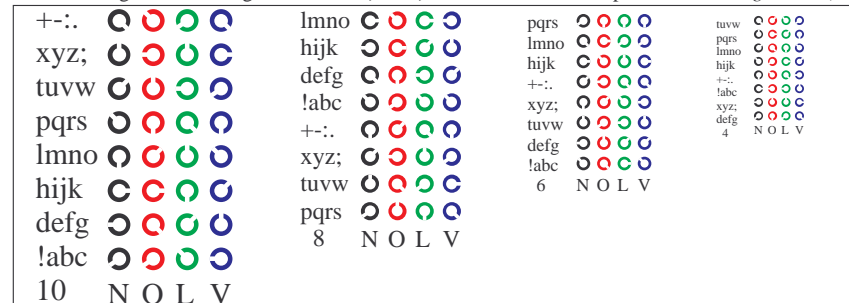 +-:.
xyz;
tuvw
pqrs
lmno
hijk
defg
!abc
10 N O L V
lmno
hijk
defg
!abc
+-:.
xyz;
tuvw
pqrs
8 N O L V
pqrs
lmno
hijk
+-:.
xyz;
tuvw
defg
!abc
6 N O L V
tuvw
pqrs
lmno
hijk
+-:.
!abc
xyz;
defg
4 N O L V